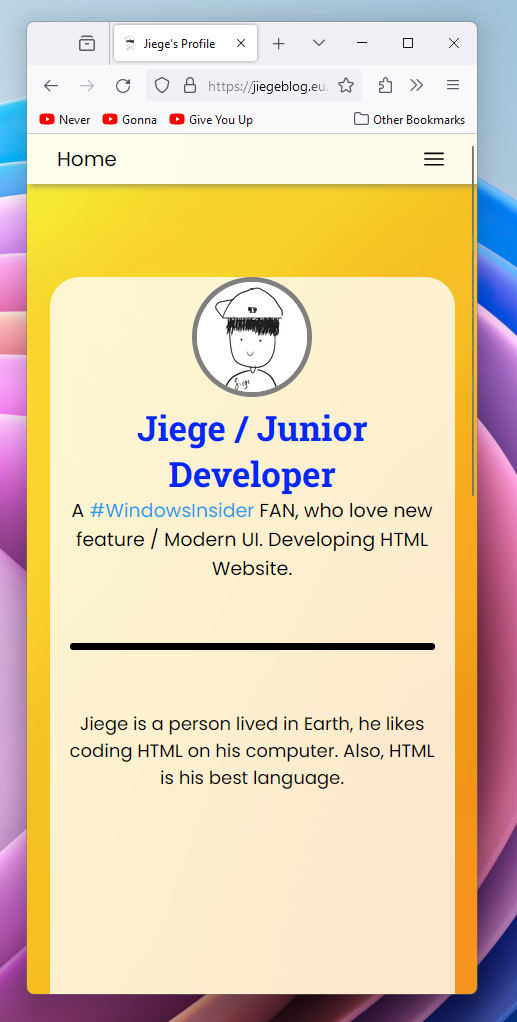 Jiege's Profile
https://jiegeblog.eu.
Never Gonna Give You Up Other Bookmarks
Home
Jiege
Jiege / Junior
Developer
A #WindowsInsider FAN, who love new
feature / Modern UI. Developing HTML
Website.
Jiege is a person lived in Earth, he likes
coding HTML on his computer. Also, HTML
is his best language.